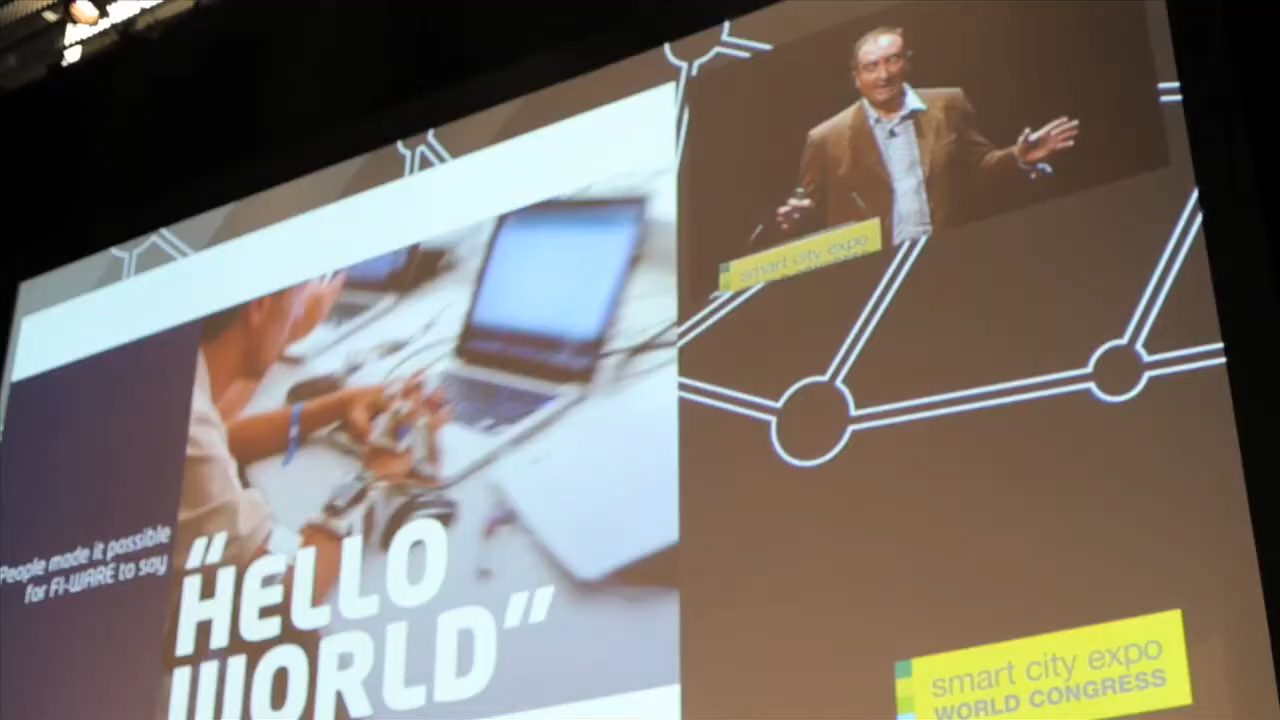 People made it possible
for FI-WARE to say
“HELLO
WORLD”
smart city expo
smart city expo
WORLD CONGRESS